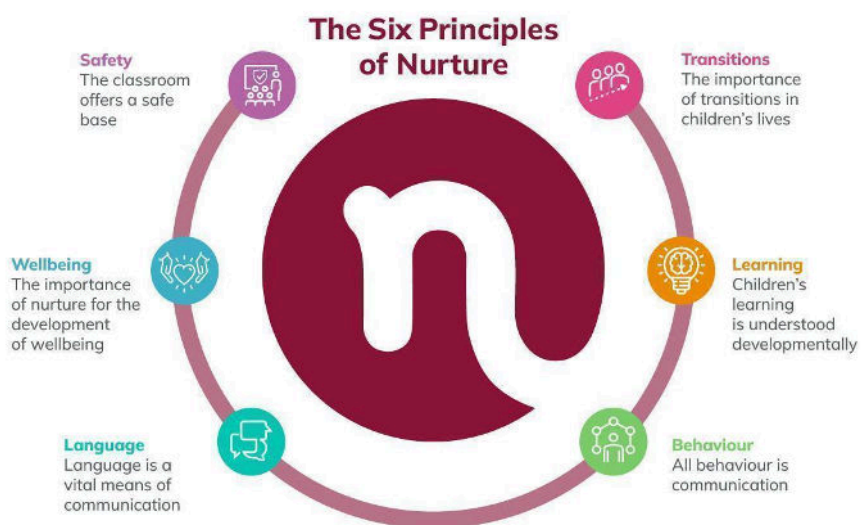 The Six Principles
of Nurture
Safety
The classroom
offers a safe
base
Transitions
The importance
of transitions in
children's lives
Wellbeing
The importance
of nurture for the
development
of wellbeing
Learning
Children's
learning
is understood
developmentally
Language
Language is a
vital means of
communication
Behaviour
All behaviour is
communication
n